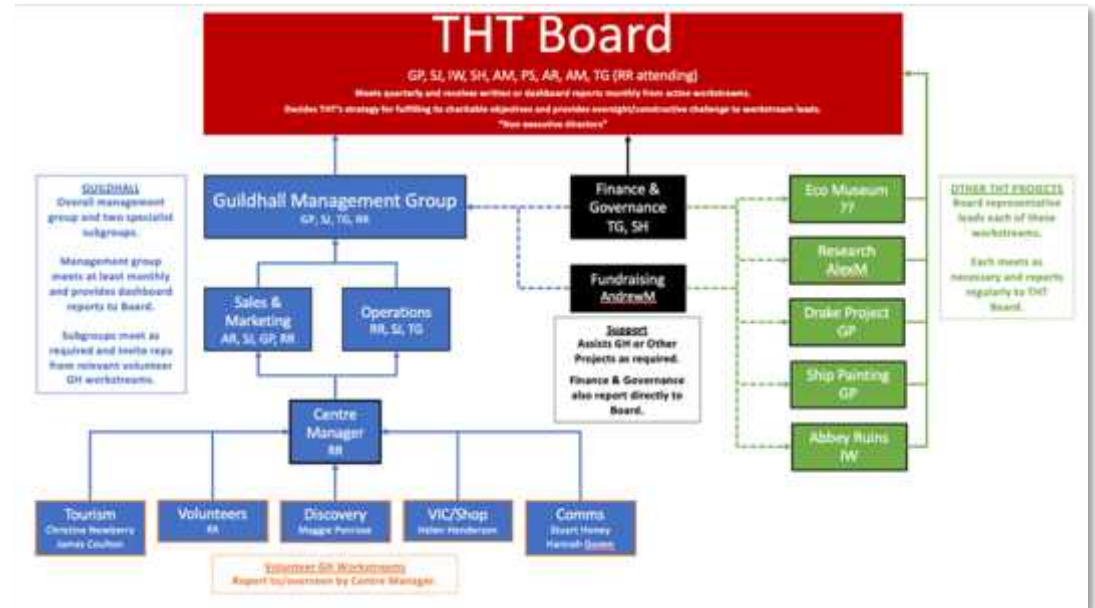 THT Board
GP, SJ, IW, SH, AM, PS, AR, AM, TG (RR attending)
Meets quarterly and receives written or dashboard reports monthly from active workstreams.
Decides THT's strategy for fulfilling its charitable objectives and provides oversight/constructive challenge to workstream leads.
"Non executive directors"
GUILDHALL
Overall management
group and two specialist
subgroups.
Management group
meets at least monthly
and provides dashboard
reports to Board.
Subgroups meet as
required and invite reps
from relevant volunteer
GH workstreams.
Guildhall Management Group
GP, SJ, TG, RR
Sales &
Marketing
AR, SJ, GP, RR
Operations
RR, SJ, TG
Centre
Manager
RR
Tourism
Christine Newberry
James Coulton
Volunteers
RR
Discovery
Maggie Penrose
VIC/Shop
Helen Henderson
Comms
Stuart Honey
Hannah
Volunteer GH Workstreams
Report to/overseen by Centre Manager.
Finance &
Governance
TG, SH
Fundraising
AndrewM
Support
Assists GH or Other
Projects as required.
Finance & Governance
also report directly to
Board.
Eco Museum
??
Research
AlexM
Drake Project
GP
Ship Painting
GP
Abbey Ruins
IW
OTHER THT PROJECTS
Board representative
leads each of these
workstreams.
Each meets as
necessary and reports
regularly to THT
Board.